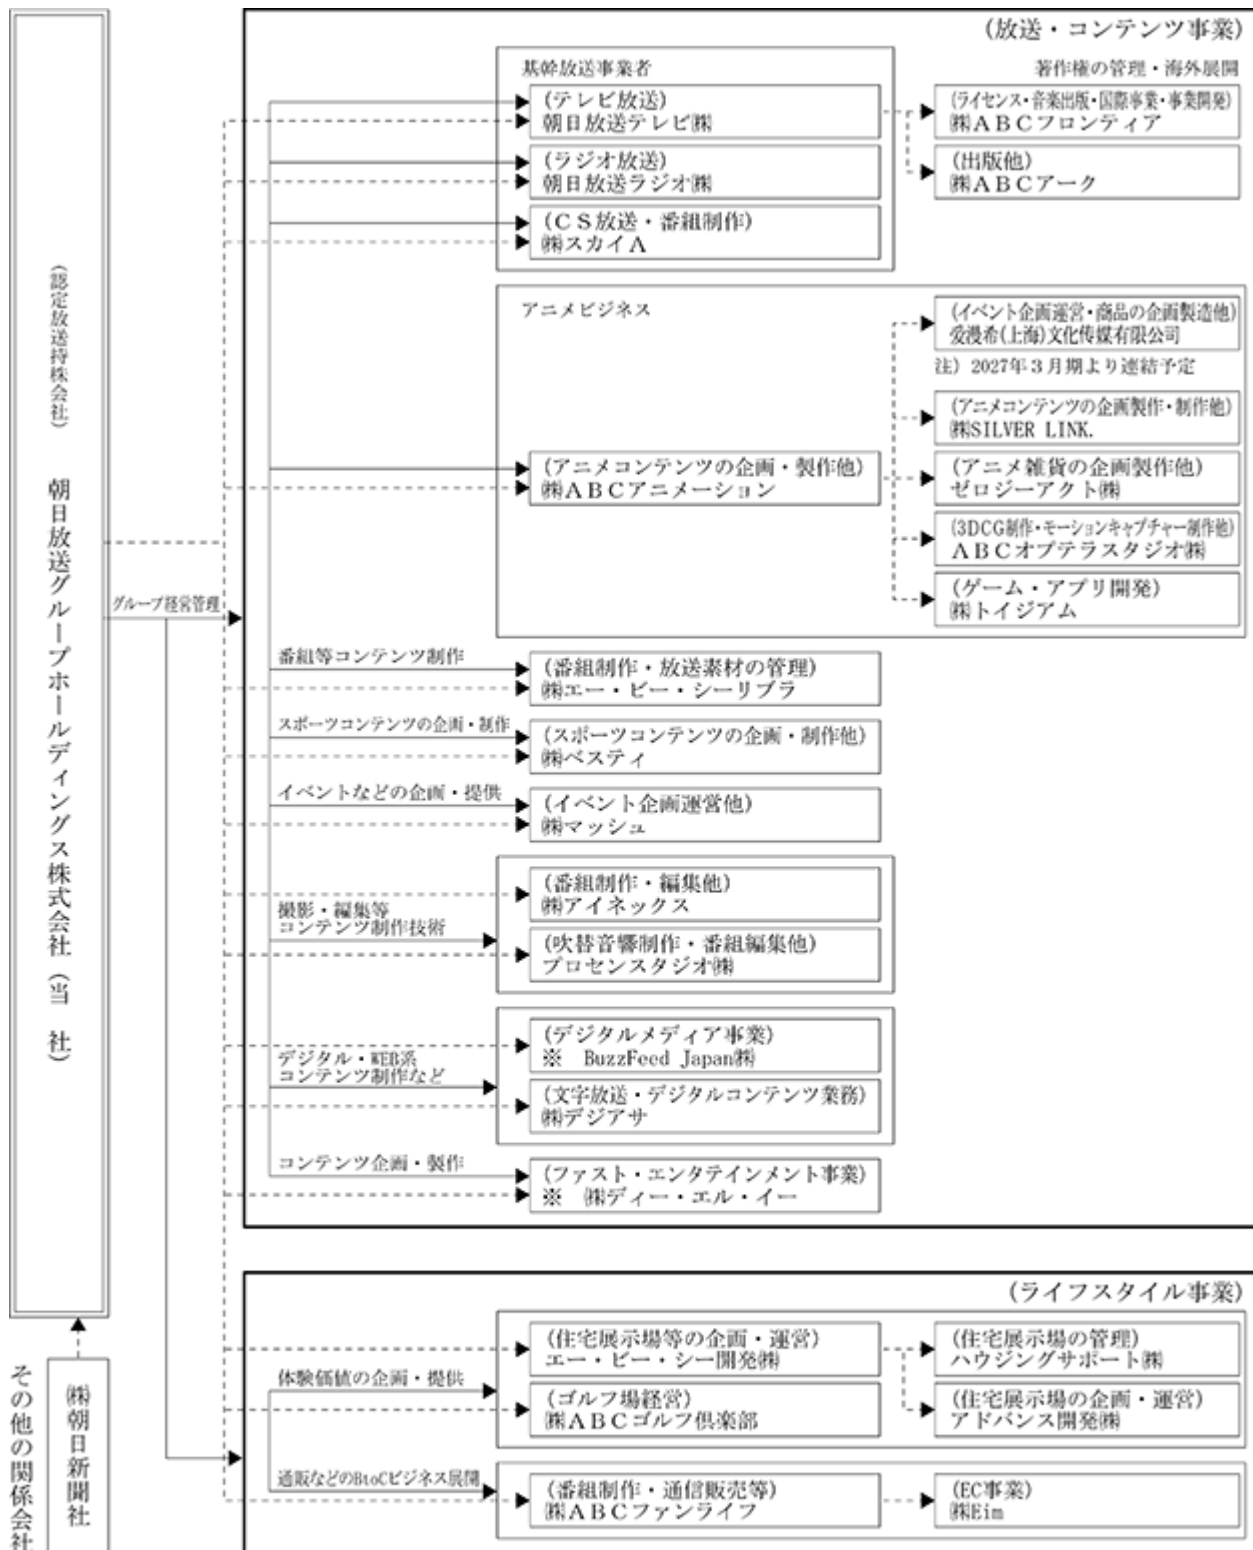 (認定放送持株会社)
朝日放送グループホールディングス株式会社(当 社)
グループ経営管理
その他の関係会社
㈱朝日新聞社
(放送・コンテンツ事業)
基幹放送事業者
著作権の管理・海外展開
(テレビ放送)
朝日放送テレビ㈱
(ライセンス・音楽出版・国際事業・事業開発)
㈱ABCフロンティア
(ラジオ放送)
朝日放送ラジオ㈱
(出版他)
㈱ABCアーク
(CS放送・番組制作)
㈱スカイA
アニメビジネス
(イベント企画運営・商品の企画製造他)
爱漫希(上海)文化传媒有限公司
注) 2027年3月期より連結予定
(アニメコンテンツの企画製作・制作他)
㈱SILVER LINK.
(アニメコンテンツの企画・製作他)
㈱ABCアニメーション
(アニメ雑貨の企画製作他)
ゼロジーアクト㈱
(3DCG制作・モーションキャプチャー制作他)
ABCオプテラスタジオ㈱
(ゲーム・アプリ開発)
㈱トイジアム
番組等コンテンツ制作
(番組制作・放送素材の管理)
㈱エー・ビー・シーリブラ
スポーツコンテンツの企画・制作
(スポーツコンテンツの企画・制作他)
㈱ベスティ
イベントなどの企画・提供
(イベント企画運営他)
㈱マッシュ
撮影・編集等
コンテンツ制作技術
(番組制作・編集他)
㈱アイネックス
(吹替音響制作・番組編集他)
プロセンスタジオ㈱
デジタル・WEB系
コンテンツ制作など
(デジタルメディア事業)
※ BuzzFeed Japan㈱
(文字放送・デジタルコンテンツ業務)
㈱デジアサ
コンテンツ企画・製作
(ファスト・エンタテインメント事業)
※ ㈱ディー・エル・イー
(ライフスタイル事業)
体験価値の企画・提供
(住宅展示場等の企画・運営)
エー・ビー・シー開発㈱
(住宅展示場の管理)
ハウジングサポート㈱
(ゴルフ場経営)
㈱ABCゴルフ倶楽部
(住宅展示場の企画・運営)
アドバンス開発㈱
通販などのBtoCビジネス展開
(番組制作・通信販売等)
㈱ABCファンライフ
(EC事業)
㈱Eim